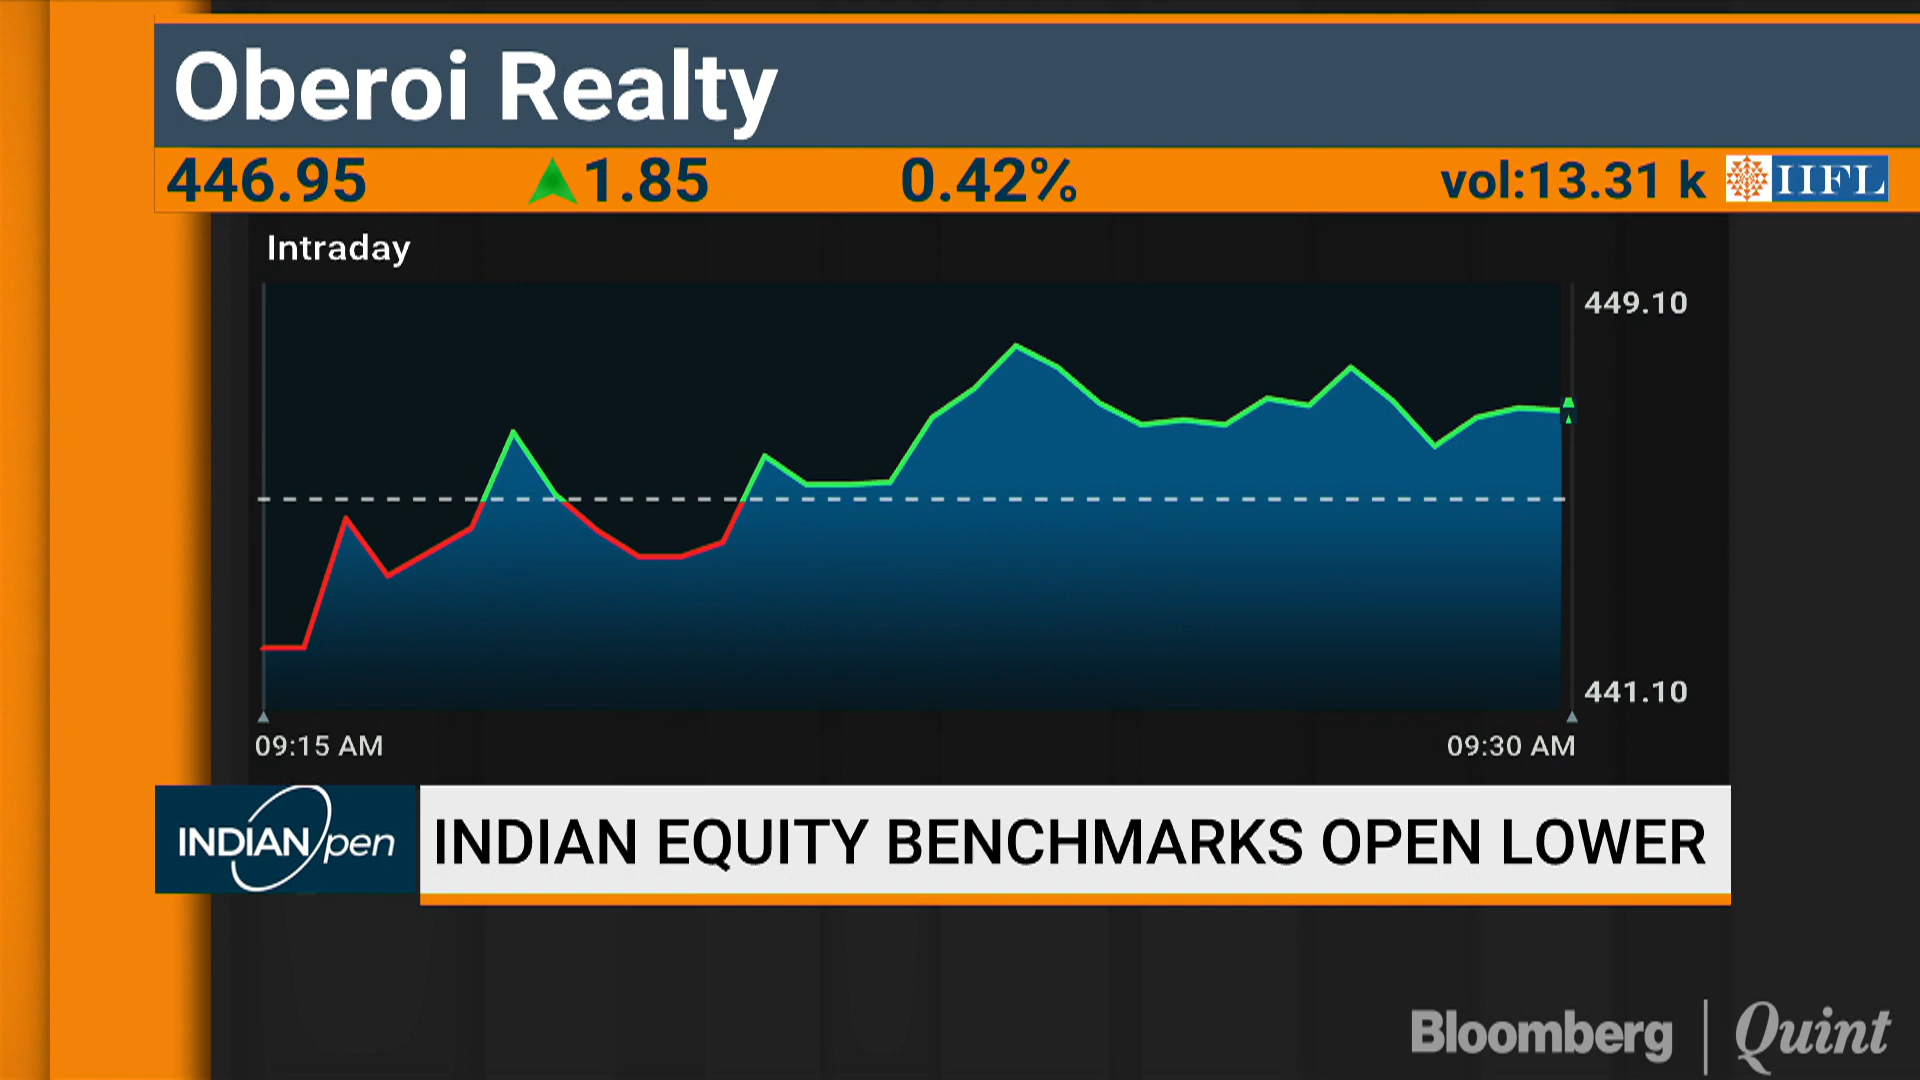 Oberoi Realty
446.95 1.85 0.42% vol:13.31 k IIFL
Intraday
449.10
441.10
09:15 AM 09:30 AM
INDIAN Open INDIAN EQUITY BENCHMARKS OPEN LOWER
Bloomberg | Quint